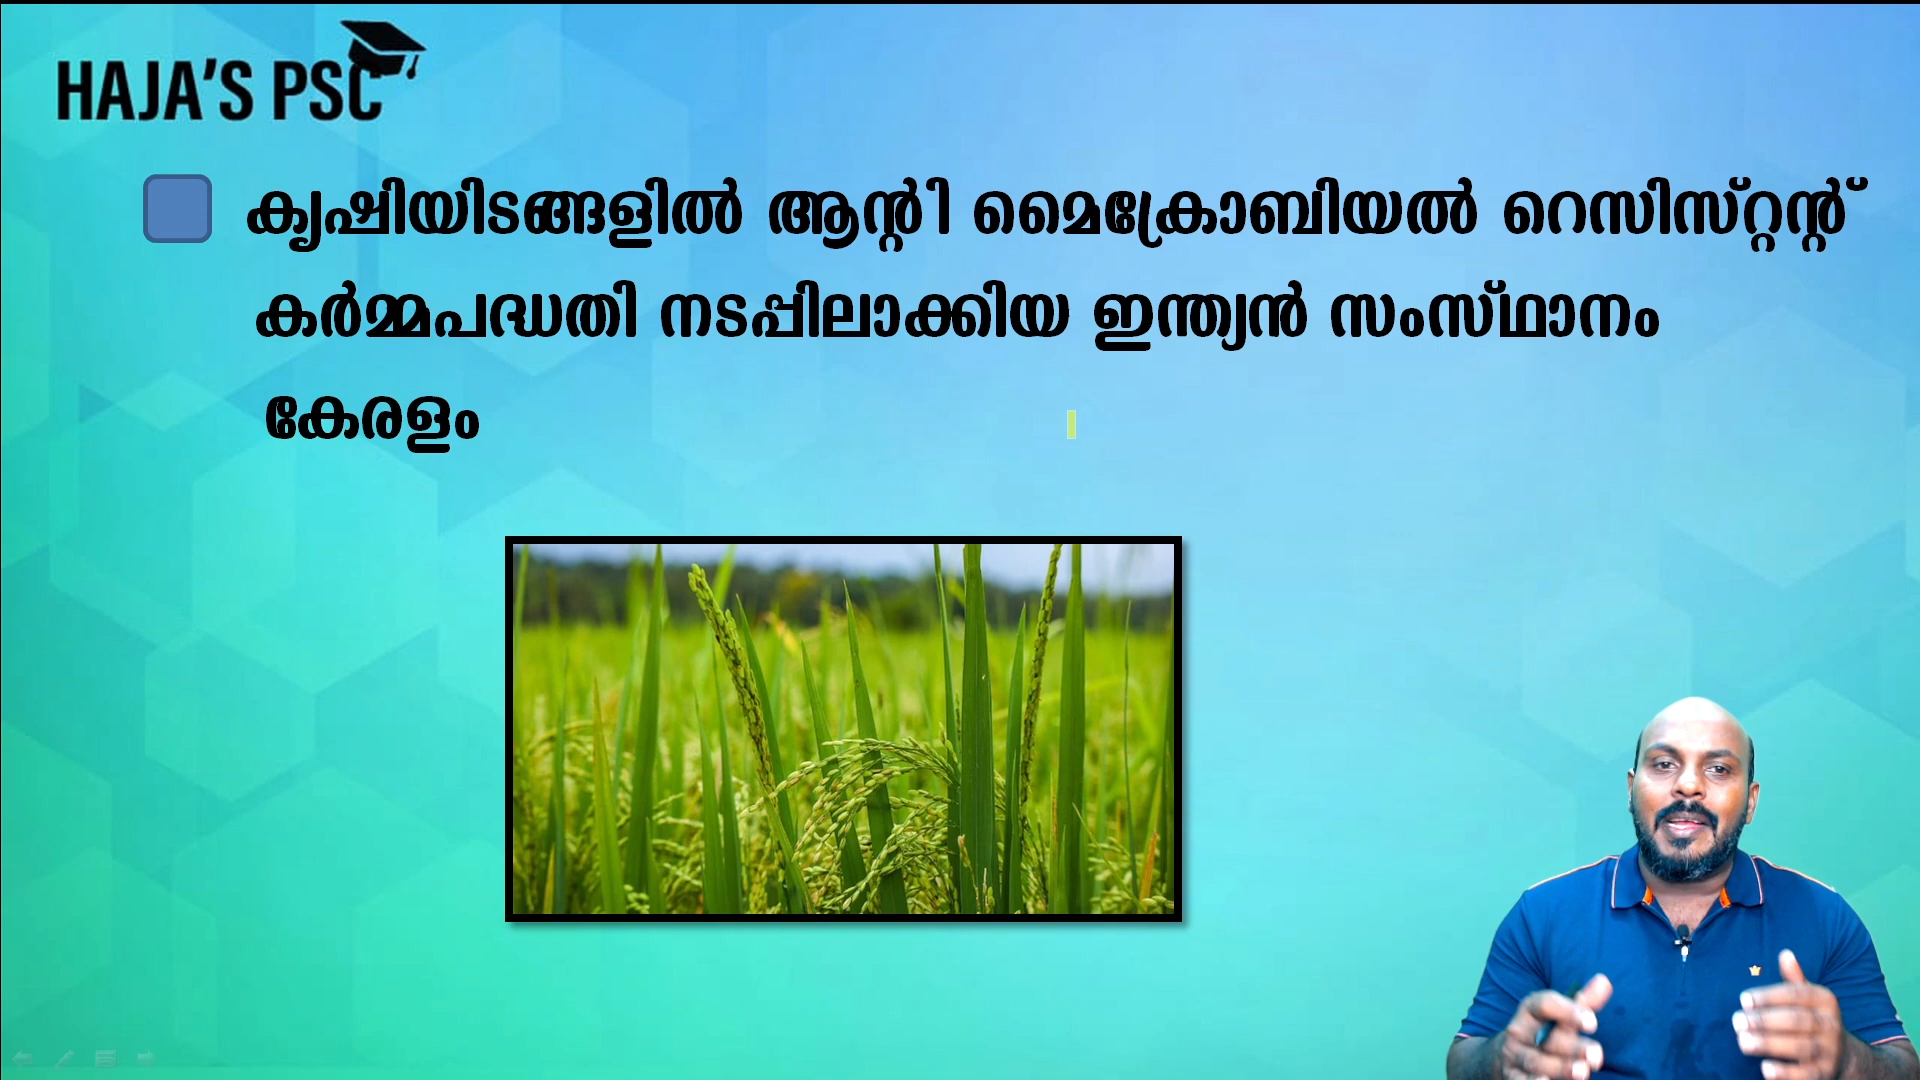 HAJA'S PSC
കൃഷിയിടങ്ങളിൽ ആന്റി മൈക്രോബിയൽ റെസിസ്റ്റന്റ്
കർമ്മപദ്ധതി നടപ്പിലാക്കിയ ഇന്ത്യൻ സംസ്ഥാനം
കേരളം